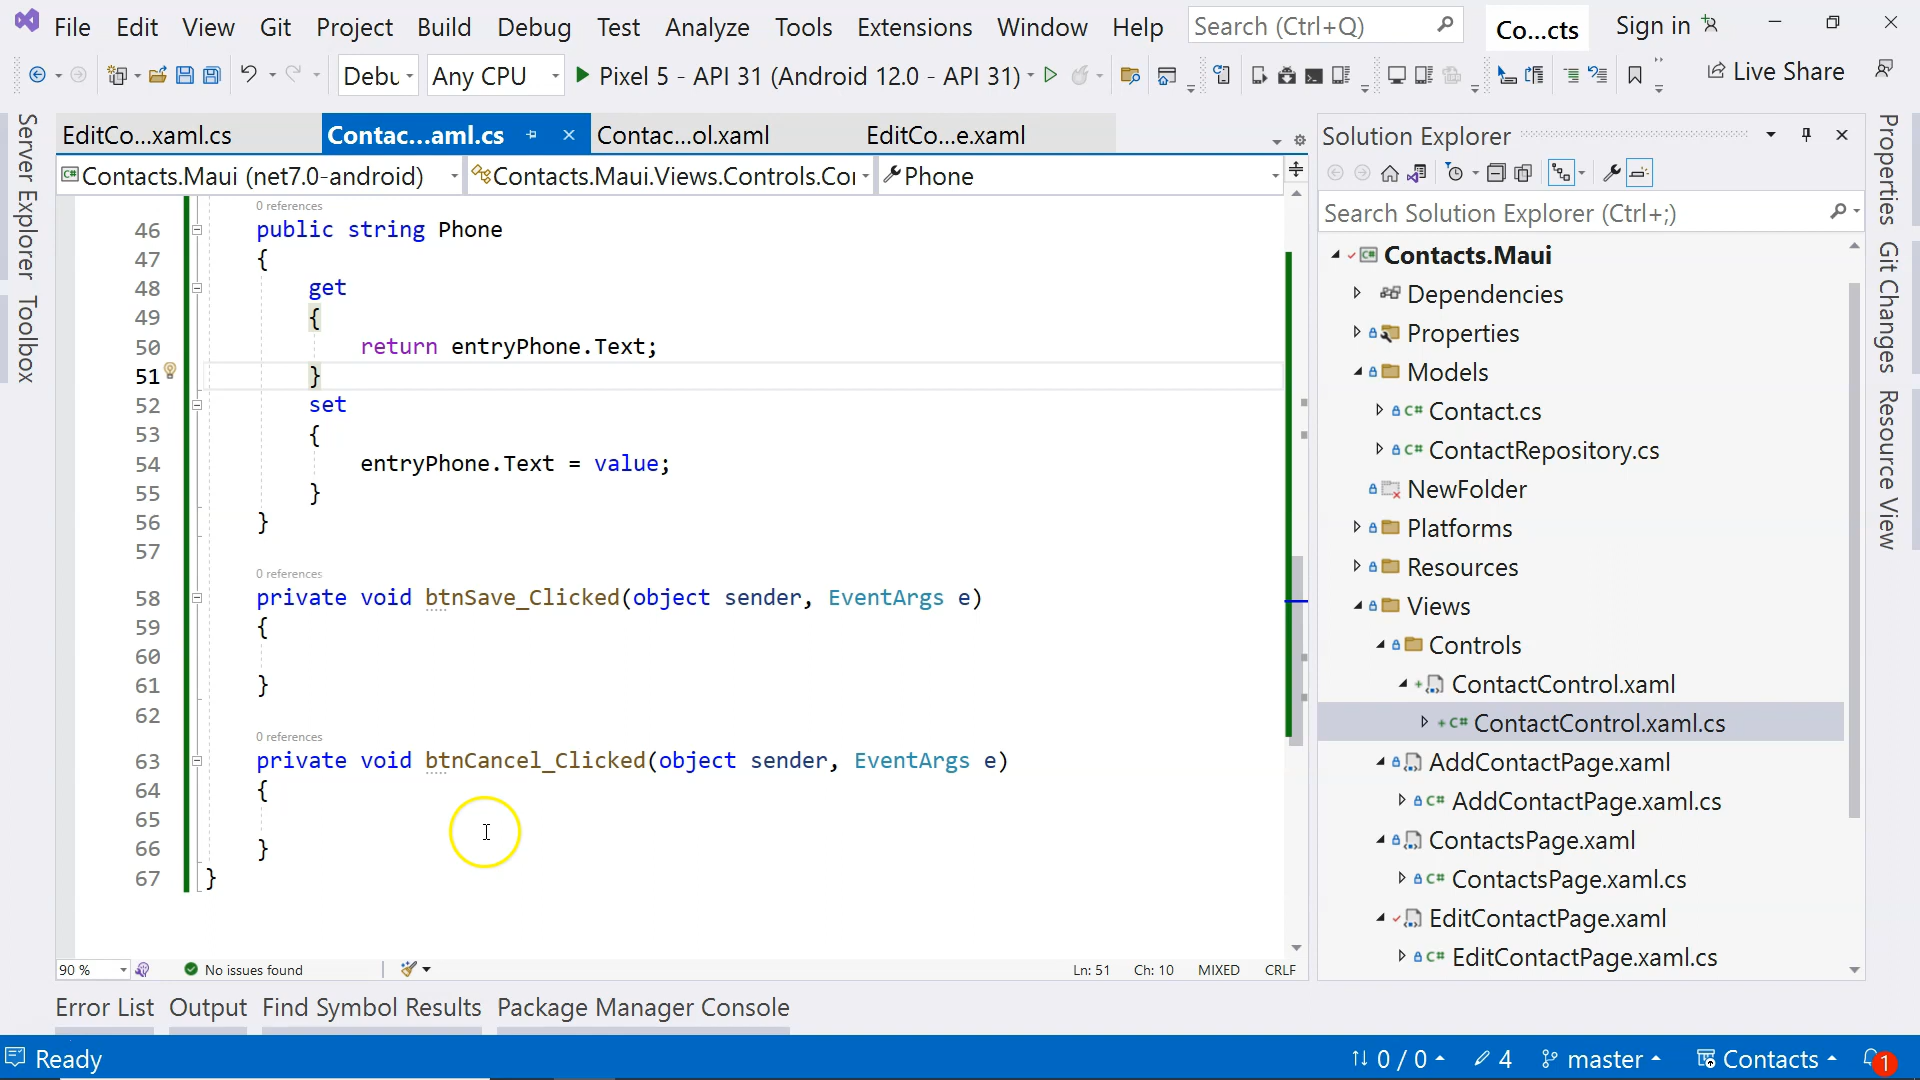 File Edit View Git Project Build Debug Test Analyze Tools Extensions Window Help Search (Ctrl+Q) Co...cts Sign in
Debu Any CPU Pixel 5 - API 31 (Android 12.0 - API 31) Live Share
EditCo...xaml.cs Contac...aml.cs Contac...ol.xaml EditCo...e.xaml
Contacts.Maui (net7.0-android) Contacts.Maui.Views.Controls.Co Phone
0 references
46 public string Phone
47 {
48 get
49 {
50 return entryPhone.Text;
51 }
52 set
53 {
54 entryPhone.Text = value;
55 }
56 }
57
0 references
58 private void btnSave_Clicked(object sender, EventArgs e)
59 {
60
61 }
62
0 references
63 private void btnCancel_Clicked(object sender, EventArgs e)
64 {
65
66 }
67 }
90 % No issues found Ln: 51 Ch: 10 MIXED CRLF
Error List Output Find Symbol Results Package Manager Console
Ready 0 / 0 4 master Contacts 1
Server Explorer
Toolbox
Solution Explorer
Search Solution Explorer (Ctrl+;)
Contacts.Maui
Dependencies
Properties
Models
C# Contact.cs
C# ContactRepository.cs
NewFolder
Platforms
Resources
Views
Controls
ContactControl.xaml
C# ContactControl.xaml.cs
AddContactPage.xaml
C# AddContactPage.xaml.cs
ContactsPage.xaml
C# ContactsPage.xaml.cs
EditContactPage.xaml
C# EditContactPage.xaml.cs
Properties
Git Changes
Resource View